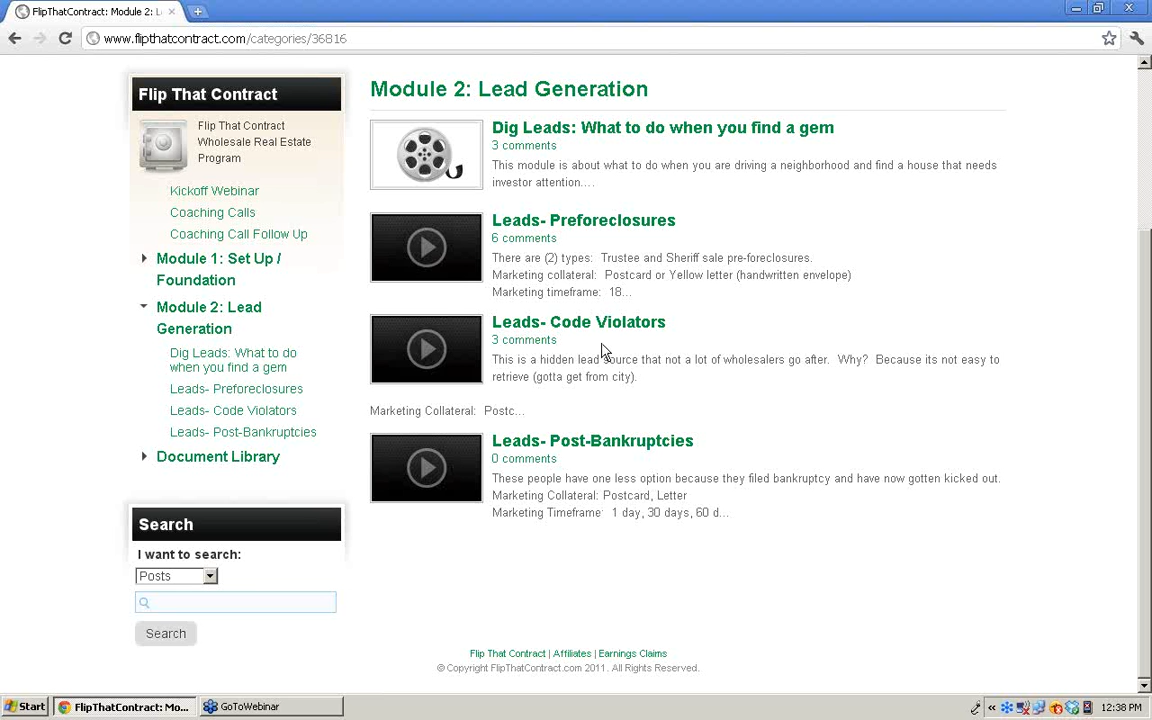 FlipThatContract: Module 2: L
www.flipthatcontract.com/categories/36816
Flip That Contract
Flip That Contract
Wholesale Real Estate
Program
Kickoff Webinar
Coaching Calls
Coaching Call Follow Up
Module 1: Set Up /
Foundation
Module 2: Lead
Generation
Dig Leads: What to do
when you find a gem
Leads- Preforeclosures
Leads- Code Violators
Leads- Post-Bankruptcies
Document Library
Search
I want to search:
Posts
Search
Module 2: Lead Generation
Dig Leads: What to do when you find a gem
3 comments
This module is about what to do when you are driving a neighborhood and find a house that needs
investor attention....
Leads- Preforeclosures
6 comments
There are (2) types: Trustee and Sheriff sale pre-foreclosures.
Marketing collateral: Postcard or Yellow letter (handwritten envelope)
Marketing timeframe: 18...
Leads- Code Violators
3 comments
This is a hidden lead source that not a lot of wholesalers go after. Why? Because its not easy to
retrieve (gotta get from city).
Marketing Collateral: Postc...
Leads- Post-Bankruptcies
0 comments
These people have one less option because they filed bankruptcy and have now gotten kicked out.
Marketing Collateral: Postcard, Letter
Marketing Timeframe: 1 day, 30 days, 60 d...
Flip That Contract | Affiliates | Earnings Claims
© Copyright FlipThatContract.com 2011. All Rights Reserved.
Start
FlipThatContract: Mo...
GoToWebinar
12:38 PM